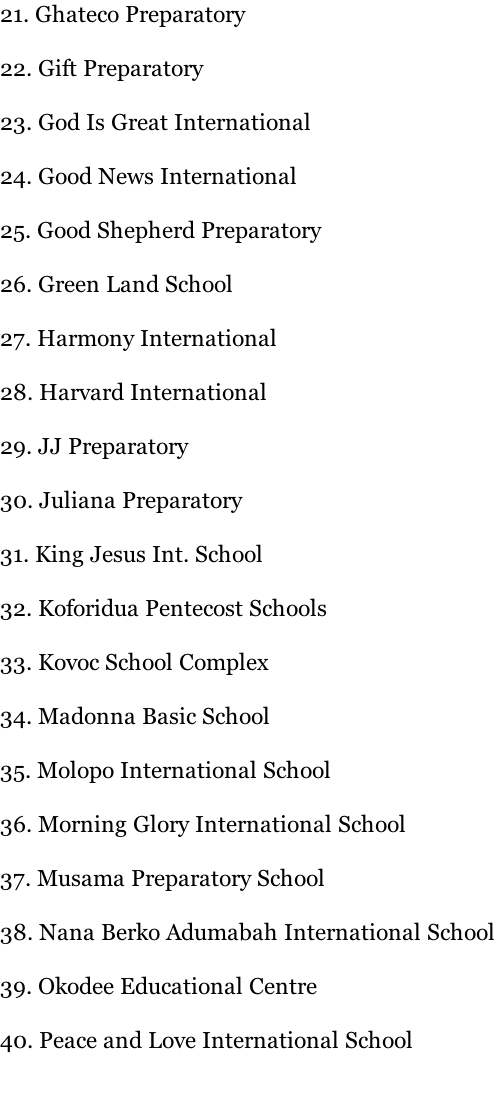 21. Ghateco Preparatory
22. Gift Preparatory
23. God Is Great International
24. Good News International
25. Good Shepherd Preparatory
26. Green Land School
27. Harmony International
28. Harvard International
29. JJ Preparatory
30. Juliana Preparatory
31. King Jesus Int. School
32. Koforidua Pentecost Schools
33. Kovoc School Complex
34. Madonna Basic School
35. Molopo International School
36. Morning Glory International School
37. Musama Preparatory School
38. Nana Berko Adumabah International School
39. Okodee Educational Centre
40. Peace and Love International School